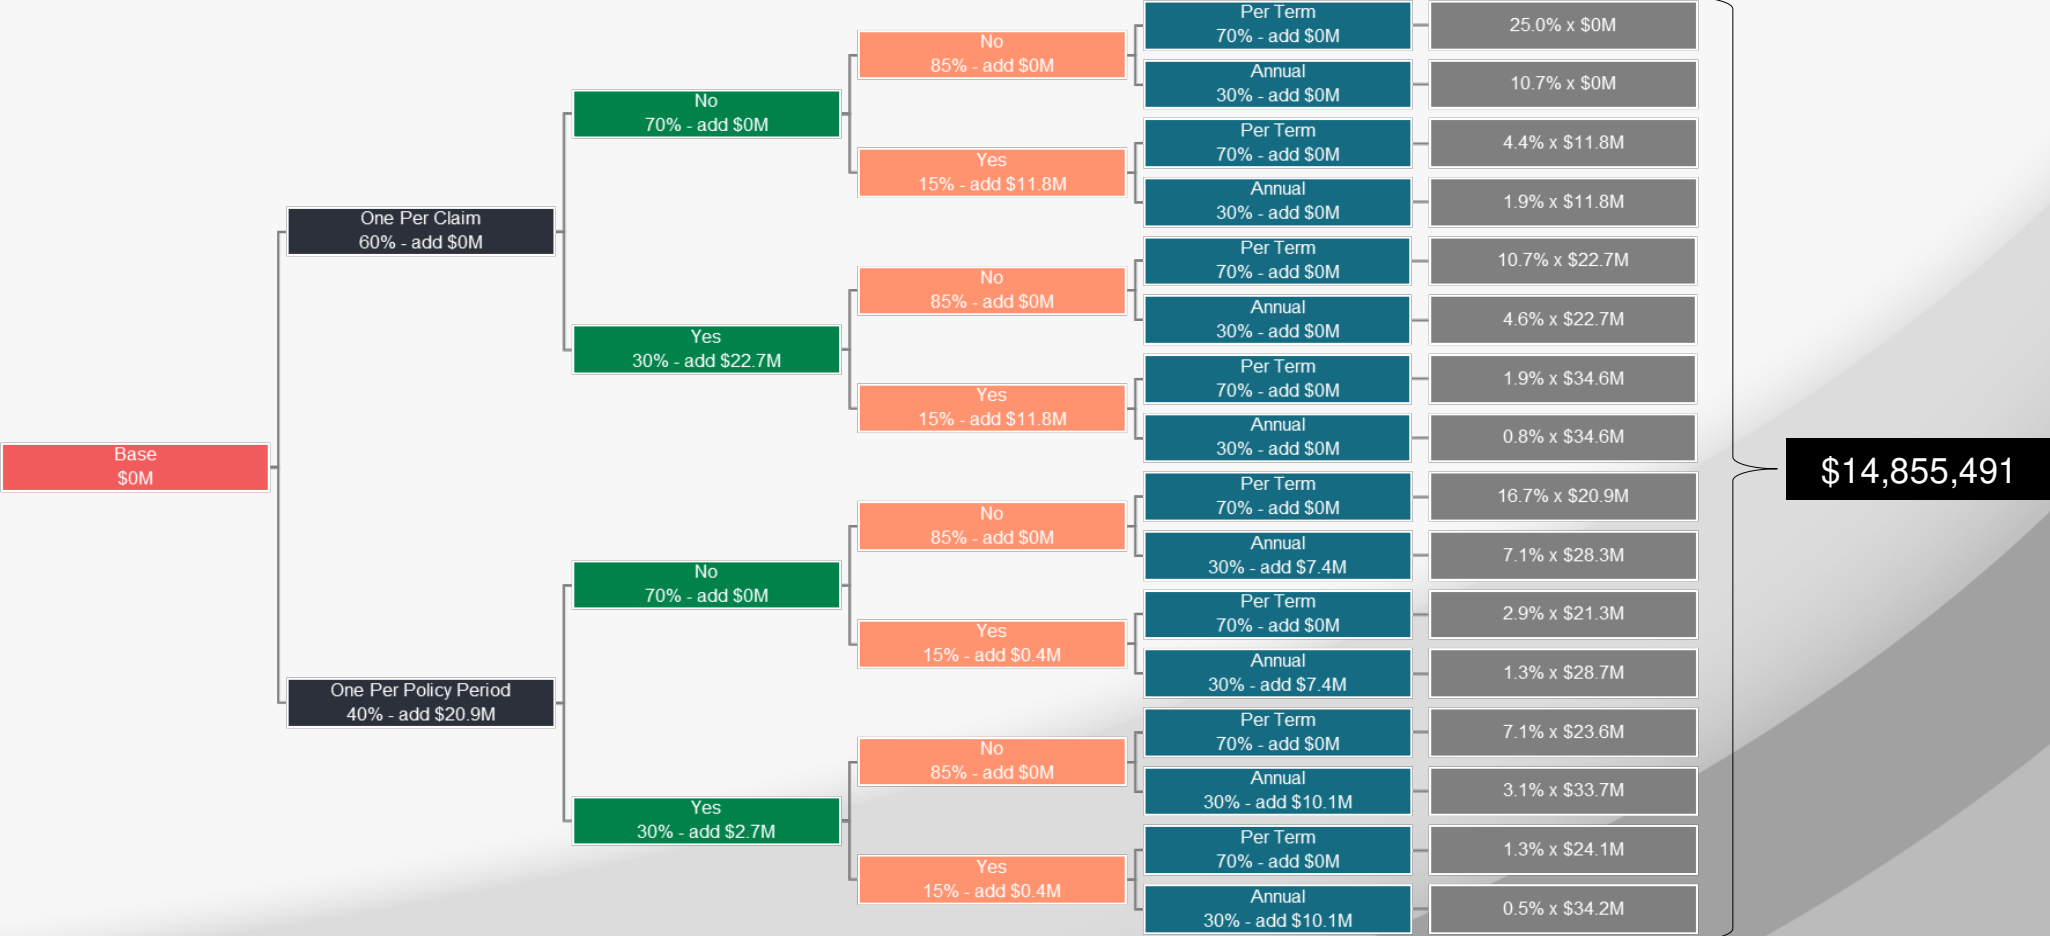 Base
$0M
One Per Claim
60% - add $0M
One Per Policy Period
40% - add $20.9M
No
70% - add $0M
Yes
30% - add $22.7M
No
70% - add $0M
Yes
30% - add $2.7M
No
85% - add $0M
Yes
15% - add $11.8M
No
85% - add $0M
Yes
15% - add $11.8M
No
85% - add $0M
Yes
15% - add $0.4M
No
85% - add $0M
Yes
15% - add $0.4M
Per Term
70% - add $0M
Annual
30% - add $0M
Per Term
70% - add $0M
Annual
30% - add $0M
Per Term
70% - add $0M
Annual
30% - add $0M
Per Term
70% - add $0M
Annual
30% - add $0M
Per Term
70% - add $0M
Annual
30% - add $7.4M
Per Term
70% - add $0M
Annual
30% - add $7.4M
Per Term
70% - add $0M
Annual
30% - add $10.1M
Per Term
70% - add $0M
Annual
30% - add $10.1M
25.0% x $0M
10.7% x $0M
4.4% x $11.8M
1.9% x $11.8M
10.7% x $22.7M
4.6% x $22.7M
1.9% x $34.6M
0.8% x $34.6M
16.7% x $20.9M
7.1% x $28.3M
2.9% x $21.3M
1.3% x $28.7M
7.1% x $23.6M
3.1% x $33.7M
1.3% x $24.1M
0.5% x $34.2M
$14,855,491